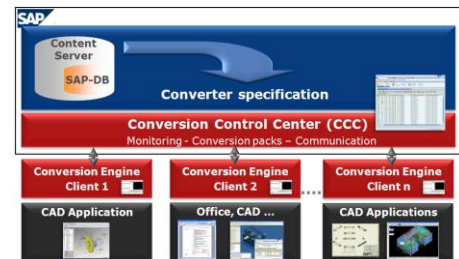 SAP
Content
Server
SAP-DB
Converter specification
Conversion Control Center (CCC)
Monitoring - Conversion packs – Communication
Conversion Engine
Client 1
Conversion Engine
Client 2
Conversion Engine
Client n
CAD Application
Office, CAD ...
CAD Applications